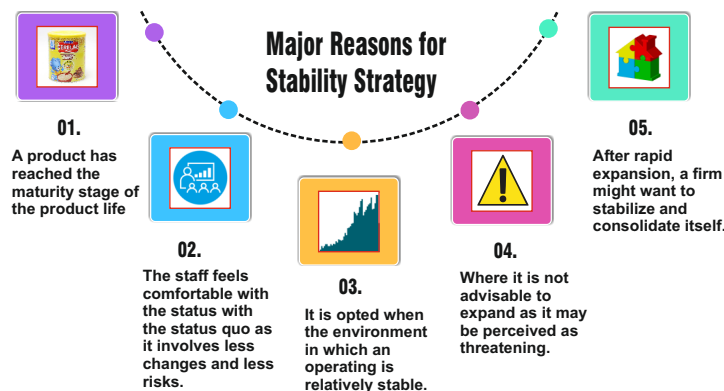 Major Reasons for
Stability Strategy
01.
A product has
reached the
maturity stage of
the product life
02.
The staff feels
comfortable with
the status with
the status quo as
it involves less
changes and less
risks.
03.
It is opted when
the environment
in which an
operating is
relatively stable.
04.
Where it is not
advisable to
expand as it may
be perceived as
threatening.
05.
After rapid
expansion, a firm
might want to
stabilize and
consolidate itself.